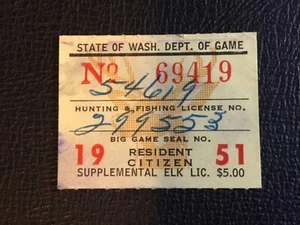 STATE OF WASH. DEPT. OF GAME
No 69419
54619
HUNTING & FISHING LICENSE NO.
299553
BIG GAME SEAL NO.
19 RESIDENT CITIZEN 51
SUPPLEMENTAL ELK LIC. $5.00